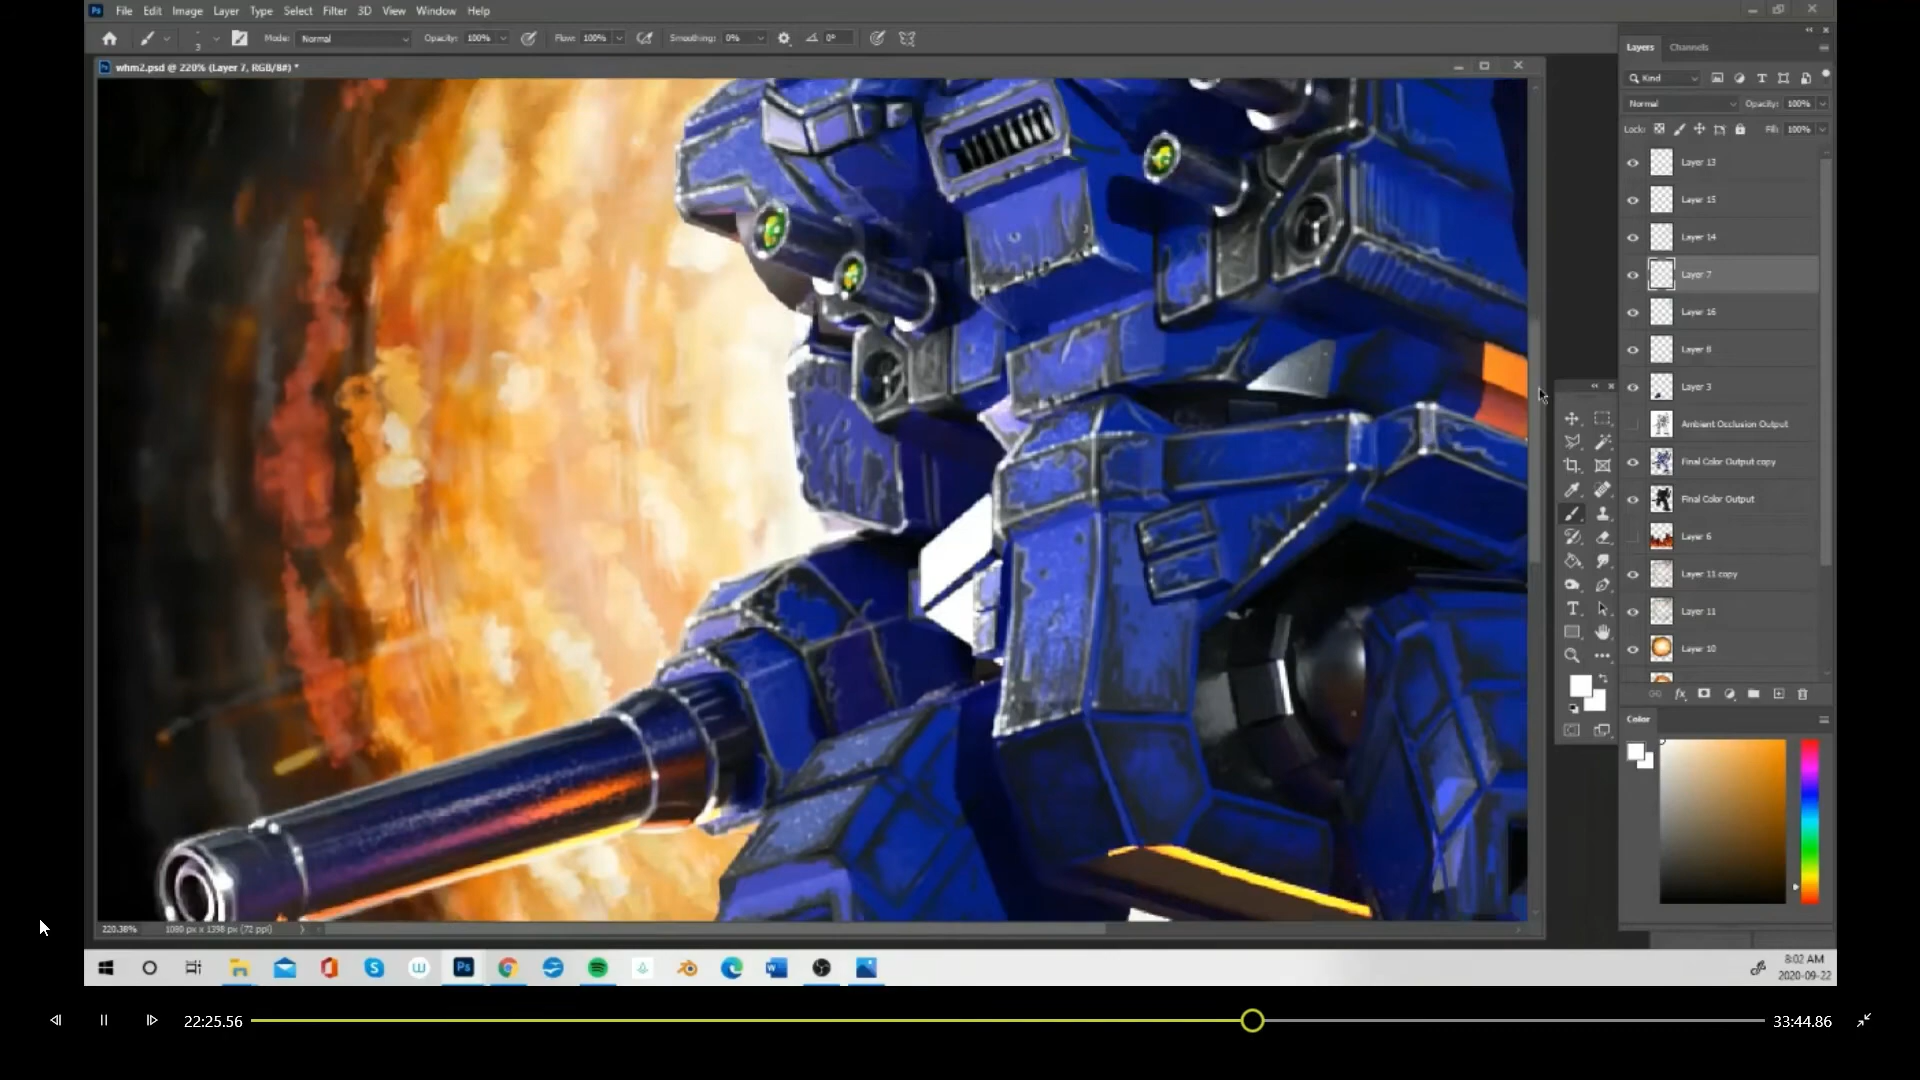 Ps File Edit Image Layer Type Select Filter 3D View Window Help
3 Mode: Normal Opacity: 100% Flow: 100% Smoothing: 0% 0°
whm2.psd @ 220% (Layer 7, RGB/8#) *
Layers Channels
Kind
Normal Opacity: 100%
Lock: Fill: 100%
Layer 13
Layer 15
Layer 14
Layer 7
Layer 16
Layer 8
Layer 3
Ambient Occlusion Output
Final Color Output copy
Final Color Output
Layer 6
Layer 11 copy
Layer 11
Layer 10
Color
220.38% 1080 px x 1398 px (72 ppi)
Ps
8:02 AM
2020-09-22
22:25.56 33:44.86